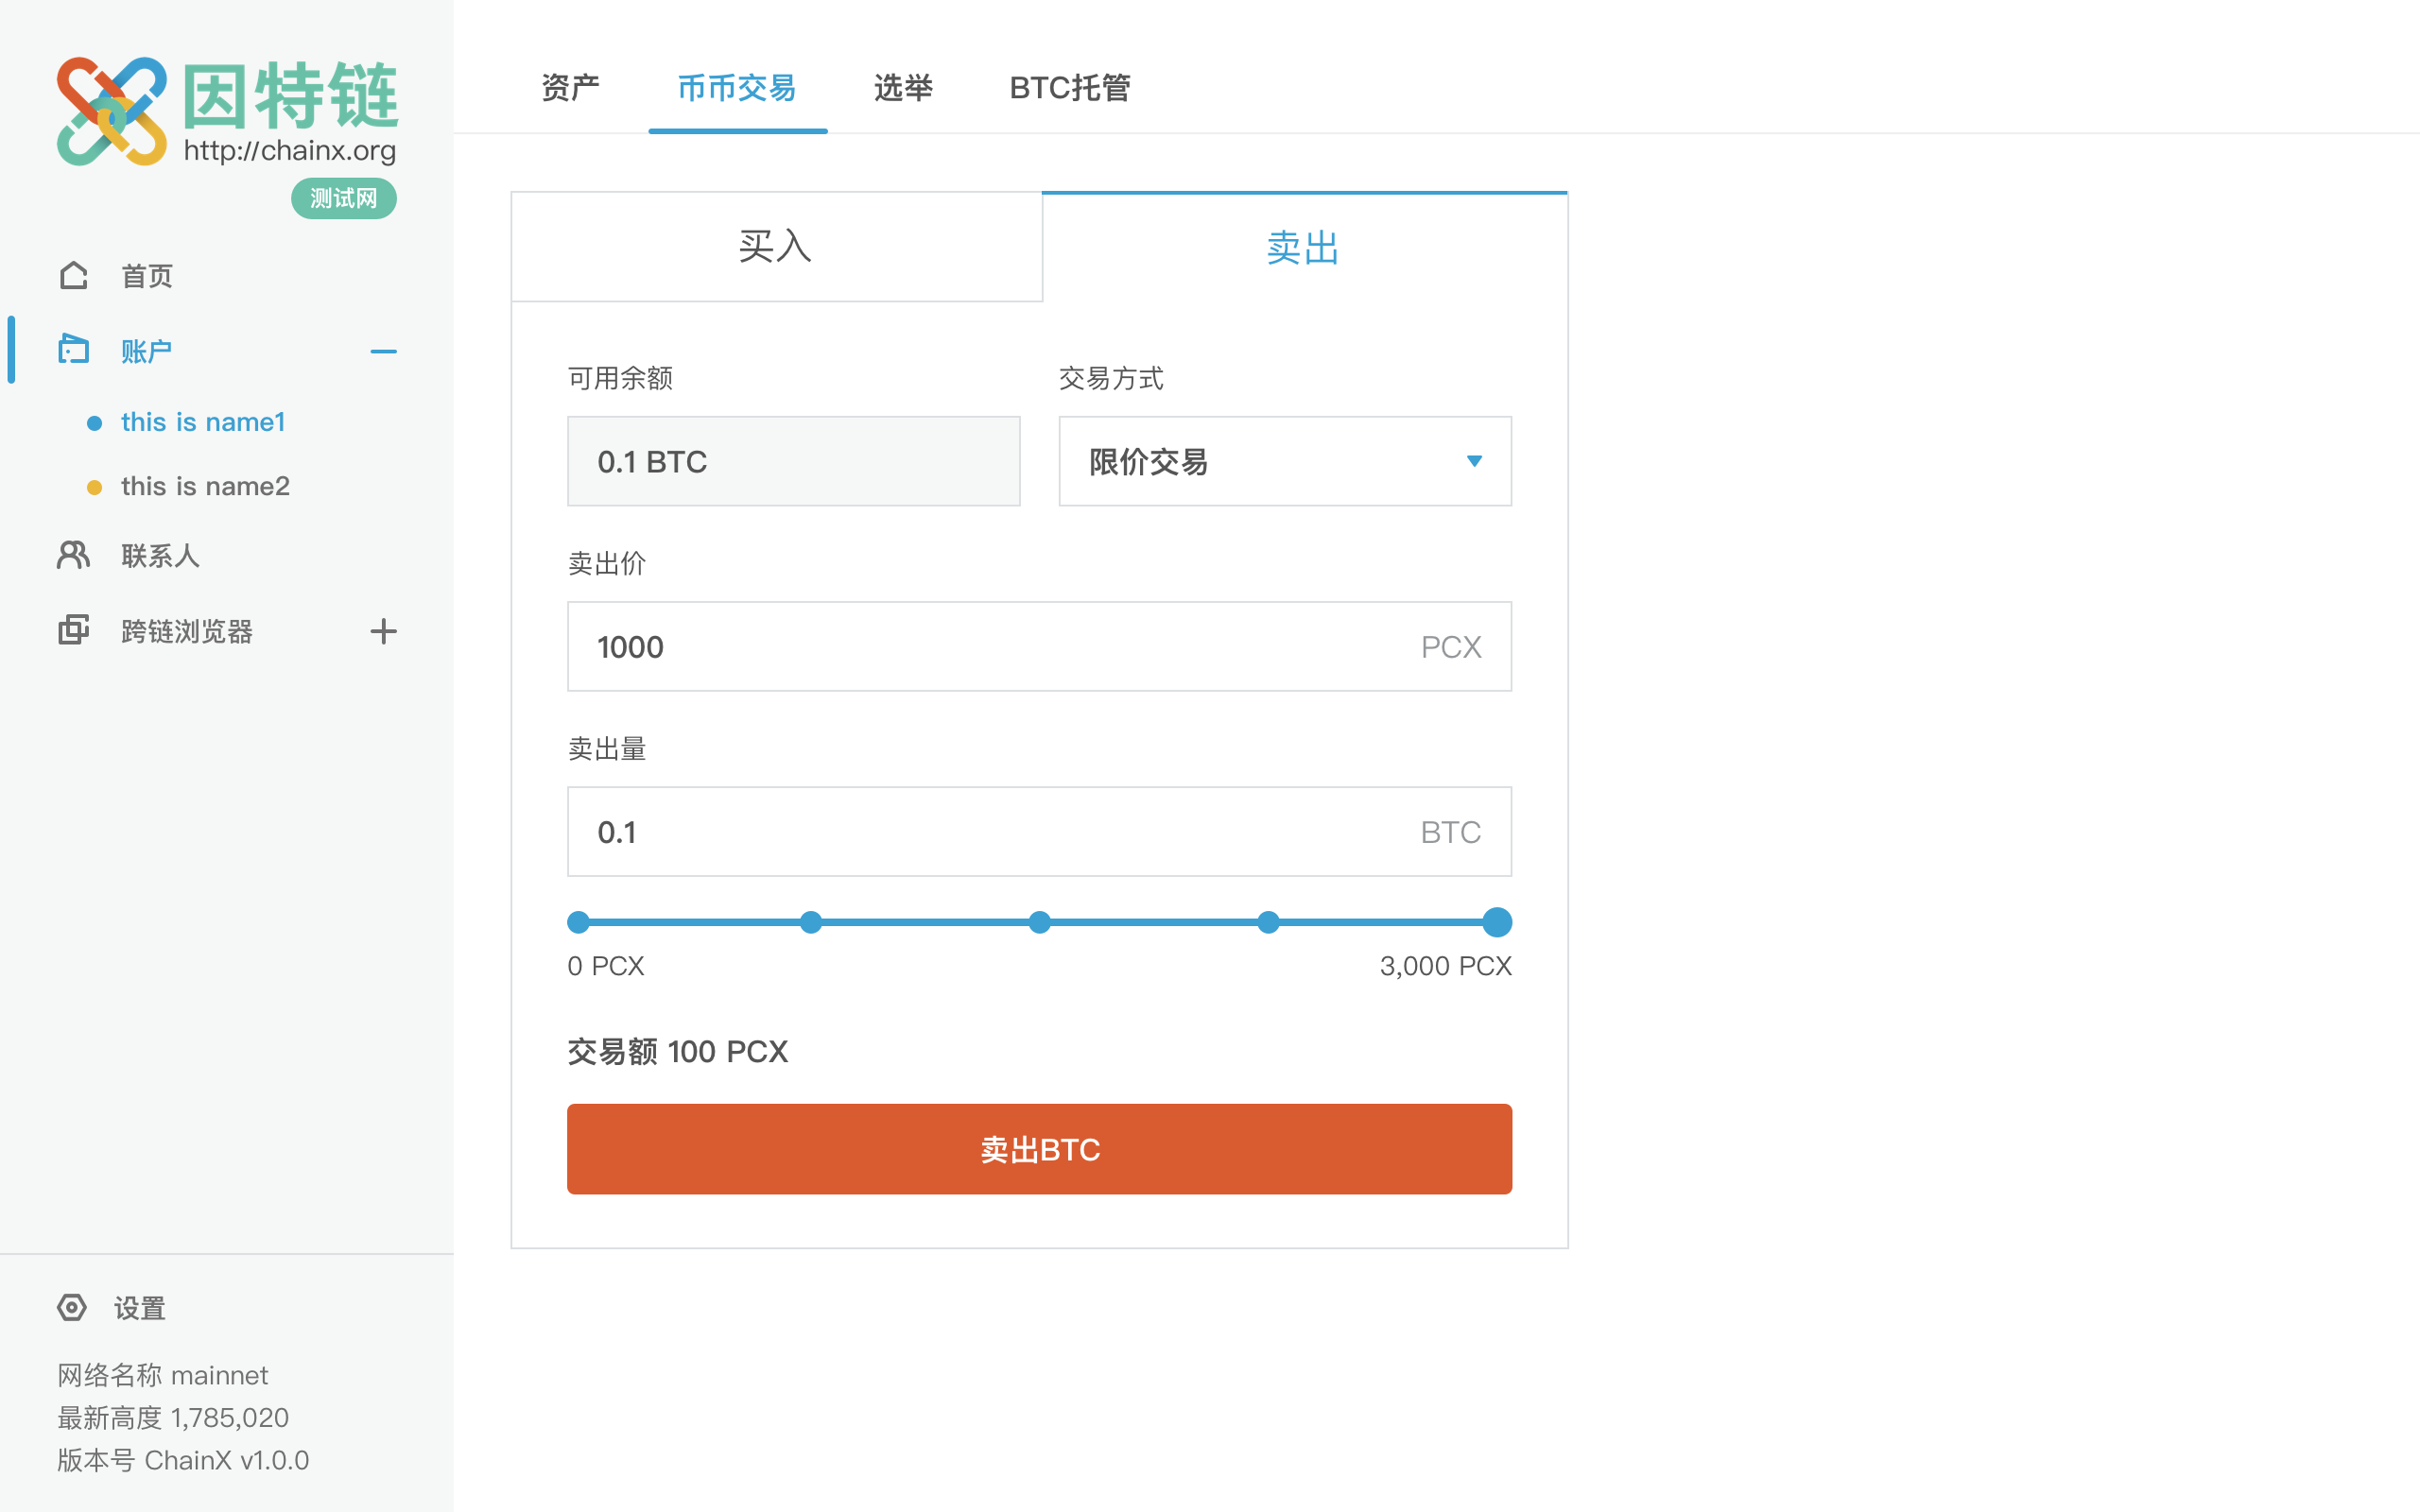 因特链
http://chainx.org
测试网
首页
账户
this is name1
this is name2
联系人
跨链浏览器
设置
网络名称 mainnet
最新高度 1,785,020
版本号 ChainX v1.0.0
资产 币币交易 选举 BTC托管
买入 卖出
可用余额 交易方式
0.1 BTC 限价交易
卖出价
1000 PCX
卖出量
0.1 BTC
0 PCX 3,000 PCX
交易额 100 PCX
卖出BTC